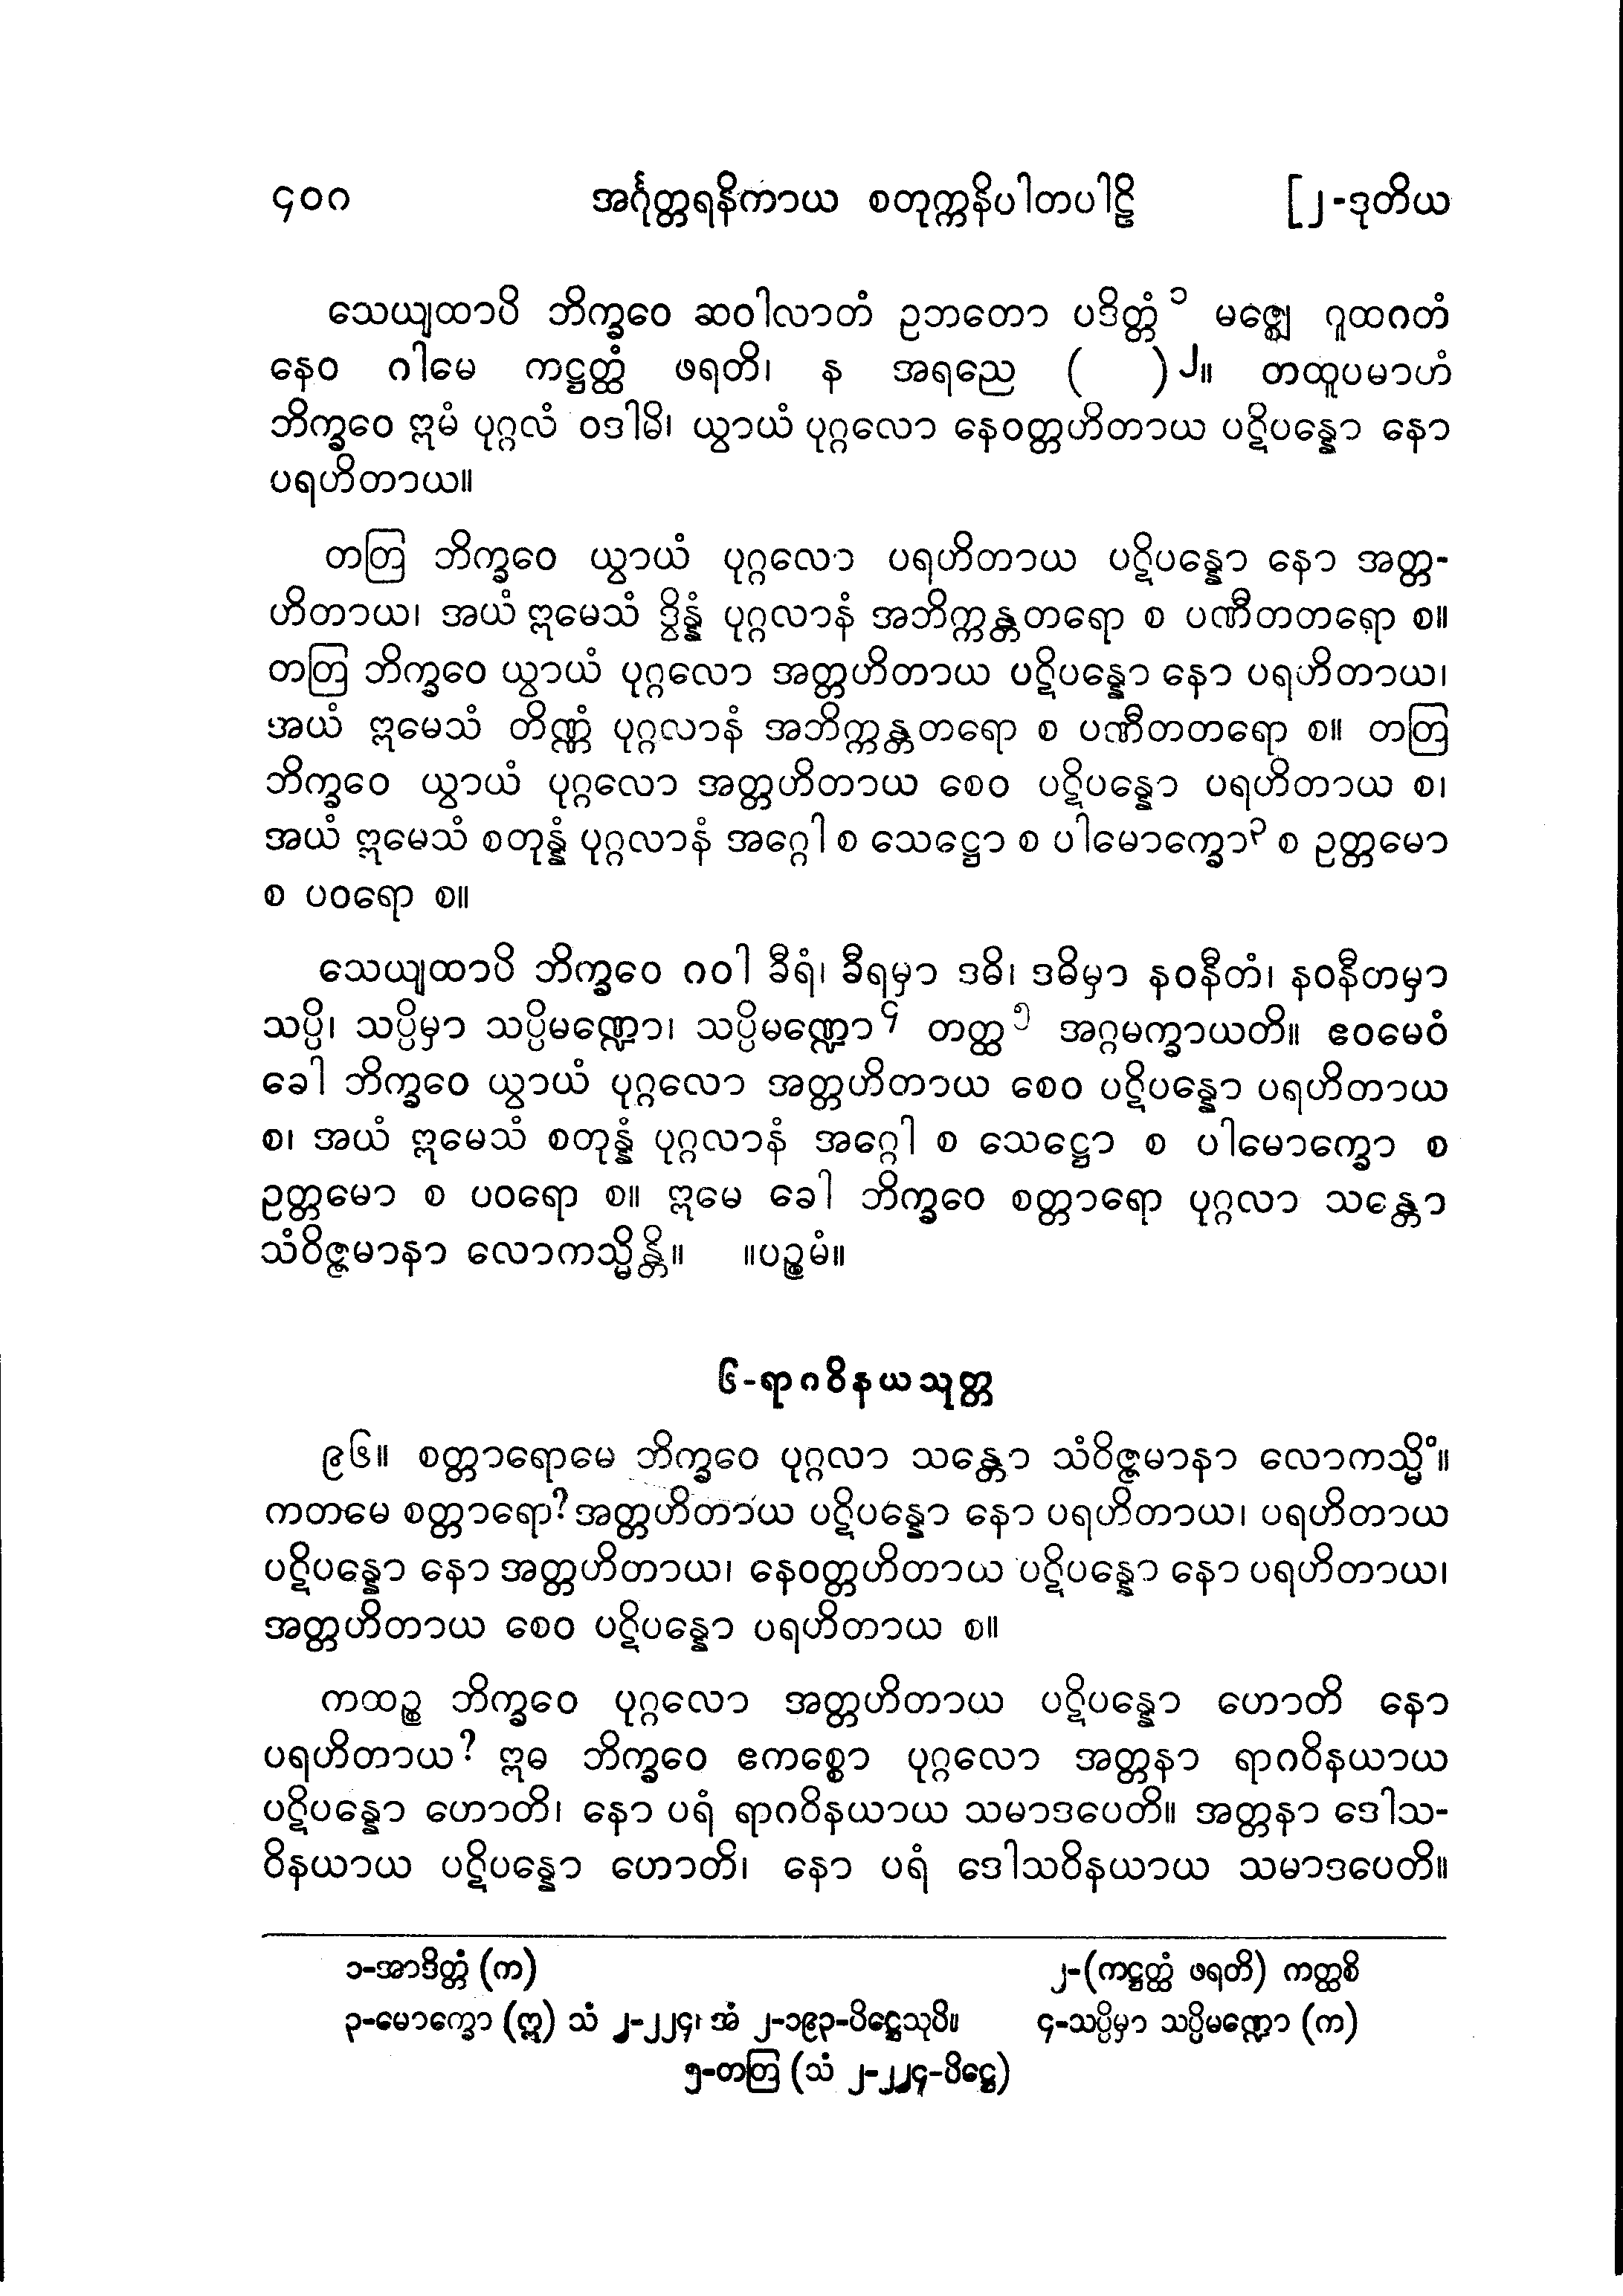 ၄၀၈ အင်္ဂုတ္တရနိကာယ စတုက္ကနိပါတပါဠိ [၂-ဒုတိယ
သေယျထာပိ ဘိက္ခဝေ ဆဝါလာတံ ဥဘတော ပဒိတ္တံ ၁ မဇ္ဈေ ဂူထဂတံ
နေဝ ဂါမေ ကဋ္ဌတ္ထံ ဖရတိ၊ န အရညေ ( ) ၂။ တထူပမာဟံ
ဘိက္ခဝေ ဣမံ ပုဂ္ဂလံ ဝဒါမိ၊ ယွာယံ ပုဂ္ဂလော နေဝတ္တဟိတာယ ပဋိပန္နော နော
ပရဟိတာယ။
တတြ ဘိက္ခဝေ ယွာယံ ပုဂ္ဂလော ပရဟိတာယ ပဋိပန္နော နော အတ္တ-
ဟိတာယ၊ အယံ ဣမေသံ ဒွိန္နံ ပုဂ္ဂလာနံ အဘိက္ကန္တတရော စ ပဏီတတရော စ။
တတြ ဘိက္ခဝေ ယွာယံ ပုဂ္ဂလော အတ္တဟိတာယ ပဋိပန္နော နော ပရဟိတာယ၊
အယံ ဣမေသံ တိဏ္ဏံ ပုဂ္ဂလာနံ အဘိက္ကန္တတရော စ ပဏီတတရော စ။ တတြ
ဘိက္ခဝေ ယွာယံ ပုဂ္ဂလော အတ္တဟိတာယ စေဝ ပဋိပန္နော ပရဟိတာယ စ၊
အယံ ဣမေသံ စတုန္နံ ပုဂ္ဂလာနံ အဂ္ဂေါ စ သေဋ္ဌော စ ပါမောက္ခော ၃ စ ဥတ္တမော
စ ပဝရော စ။
သေယျထာပိ ဘိက္ခဝေ ဂဝါ ခီရံ၊ ခီရမှာ ဒဓိ၊ ဒဓိမှာ နဝနီတံ၊ နဝနီတမှာ
သပ္ပိ၊ သပ္ပိမှာ သပ္ပိမဏ္ဍော၊ သပ္ပိမဏ္ဍော ၄ တတ္ထ ၅ အဂ္ဂမက္ခာယတိ။ ဧဝမေဝံ
ခေါ ဘိက္ခဝေ ယွာယံ ပုဂ္ဂလော အတ္တဟိတာယ စေဝ ပဋိပန္နော ပရဟိတာယ
စ၊ အယံ ဣမေသံ စတုန္နံ ပုဂ္ဂလာနံ အဂ္ဂေါ စ သေဋ္ဌော စ ပါမောက္ခော စ
ဥတ္တမော စ ပဝရော စ။ ဣမေ ခေါ ဘိက္ခဝေ စတ္တာရော ပုဂ္ဂလာ သန္တော
သံဝိဇ္ဇမာနာ လောကသ္မိန္တိ။ ။ပဉ္စမံ။
၆-ရာဂဝိနယသုတ္တ
၉၆။ စတ္တာရောမေ ဘိက္ခဝေ ပုဂ္ဂလာ သန္တော သံဝိဇ္ဇမာနာ လောကသ္မိံ။
ကတမေ စတ္တာရော? အတ္တဟိတာယ ပဋိပန္နော နော ပရဟိတာယ၊ ပရဟိတာယ
ပဋိပန္နော နော အတ္တဟိတာယ၊ နေဝတ္တဟိတာယ ပဋိပန္နော နော ပရဟိတာယ၊
အတ္တဟိတာယ စေဝ ပဋိပန္နော ပရဟိတာယ စ။
ကထဉ္စ ဘိက္ခဝေ ပုဂ္ဂလော အတ္တဟိတာယ ပဋိပန္နော ဟောတိ နော
ပရဟိတာယ? ဣဓ ဘိက္ခဝေ ဧကစ္စော ပုဂ္ဂလော အတ္တနာ ရာဂဝိနယာယ
ပဋိပန္နော ဟောတိ၊ နော ပရံ ရာဂဝိနယာယ သမာဒပေတိ။ အတ္တနာ ဒေါသ-
ဝိနယာယ ပဋိပန္နော ဟောတိ၊ နော ပရံ ဒေါသဝိနယာယ သမာဒပေတိ။
၁-အာဒိတ္တံ (က) ၂-(ကဋ္ဌတ္ထံ ဖရတိ) ကတ္ထစိ
၃-မောက္ခော (ဣ) သံ ၂-၂၂၄၊ အံ ၂-၁၉၃-ပိဋ္ဌေသုပိ။ ၄-သပ္ပိမှာ သပ္ပိမဏ္ဍော (က)
၅-တတြ (သံ ၂-၂၂၄-ပိဋ္ဌေ)